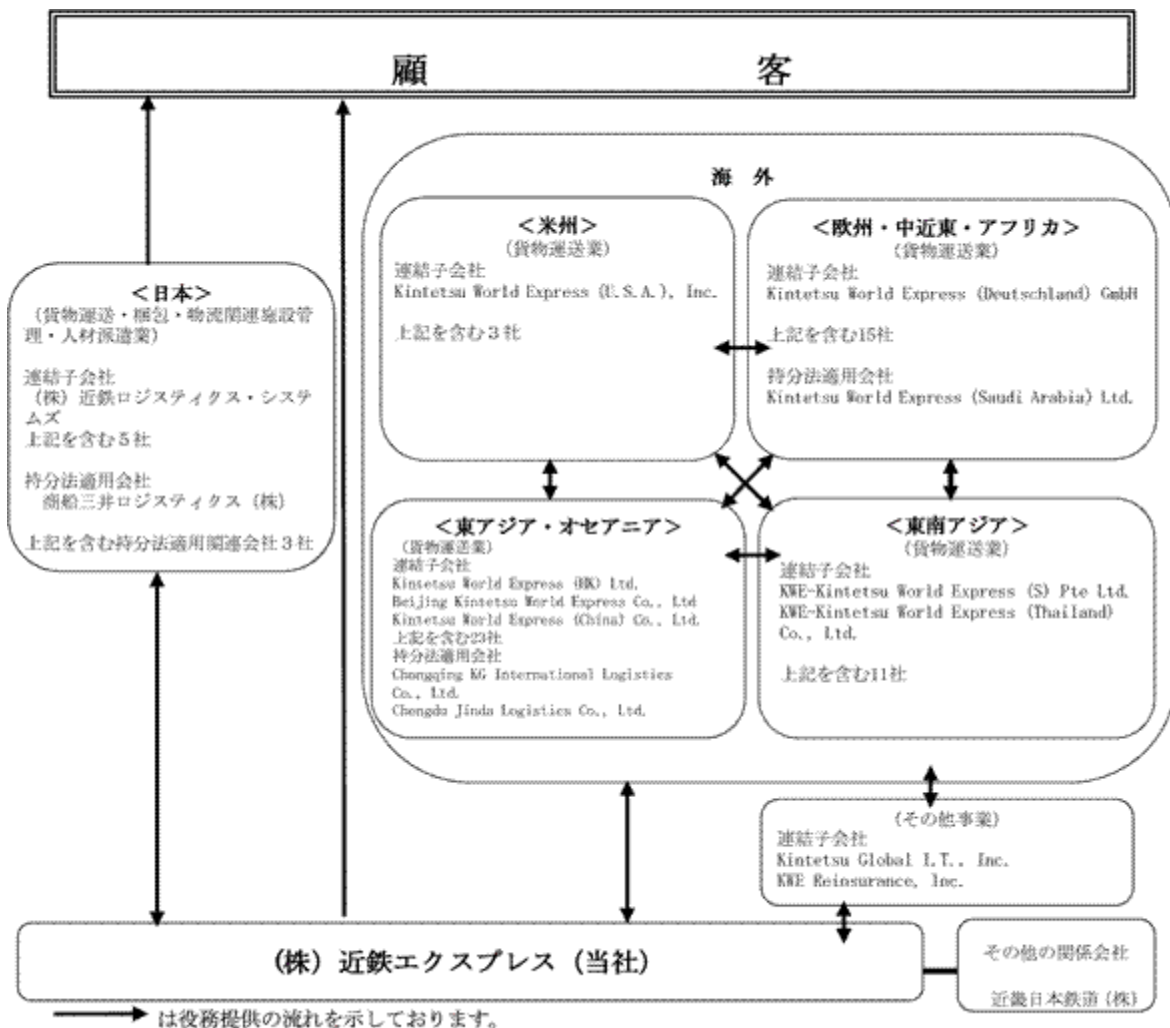 顧 客
海 外
<日本>
(貨物運送・梱包・物流関連施設管
理・人材派遣業)
連結子会社
(株)近鉄ロジスティクス・システ
ムズ
上記を含む5社
持分法適用会社
商船三井ロジスティクス(株)
上記を含む持分法適用関連会社3社
<米州>
(貨物運送業)
連結子会社
Kintetsu World Express (U.S.A.), Inc.
上記を含む3社
<欧州・中近東・アフリカ>
(貨物運送業)
連結子会社
Kintetsu World Express (Deutschland) GmbH
上記を含む15社
持分法適用会社
Kintetsu World Express (Saudi Arabia) Ltd.
<東アジア・オセアニア>
(貨物運送業)
連結子会社
Kintetsu World Express (HK) Ltd.
Beijing Kintetsu World Express Co., Ltd
Kintetsu World Express (China) Co., Ltd.
上記を含む23社
持分法適用会社
Chongqing KG International Logistics
Co., Ltd.
Chengdu Jinda Logistics Co., Ltd.
<東南アジア>
(貨物運送業)
連結子会社
KWE-Kintetsu World Express (S) Pte Ltd.
KWE-Kintetsu World Express (Thailand)
Co., Ltd.
上記を含む11社
(その他事業)
連結子会社
Kintetsu Global I.T., Inc.
KWE Reinsurance, Inc.
(株)近鉄エクスプレス(当社)
その他の関係会社
近畿日本鉄道(株)
は役務提供の流れを示しております。